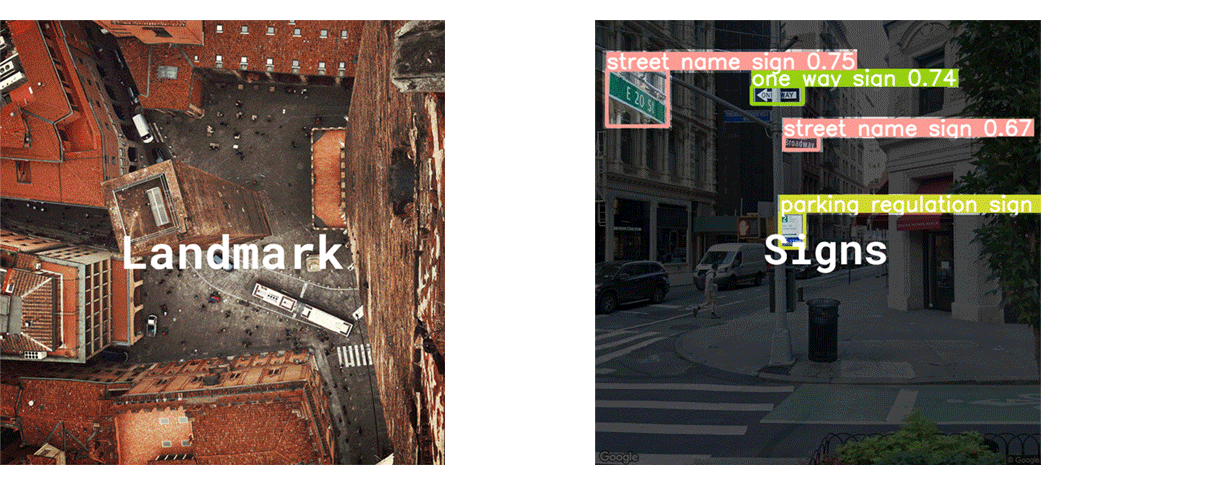 Landmark
street name sign 0.75
one way sign 0.74
E 20 St
ONE WAY
street name sign 0.67
Broadway
parking regulation sign
Signs
Google
© Google